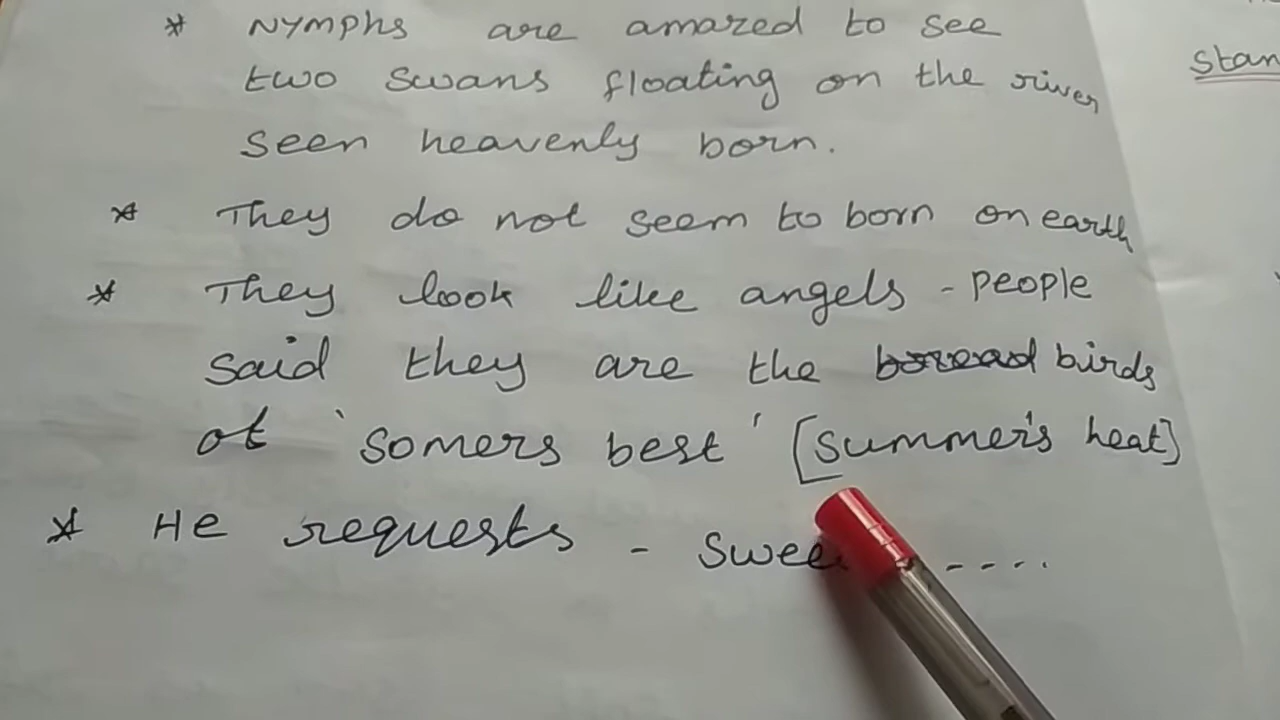 * Nymphs are amazed to see
two swans floating on the river
seen heavenly born.
* They do not seem to born on earth
* They look like angels - people
said they are the birds
of 'somers best' [summer's heat]
* He requests - Swee ....
Stan